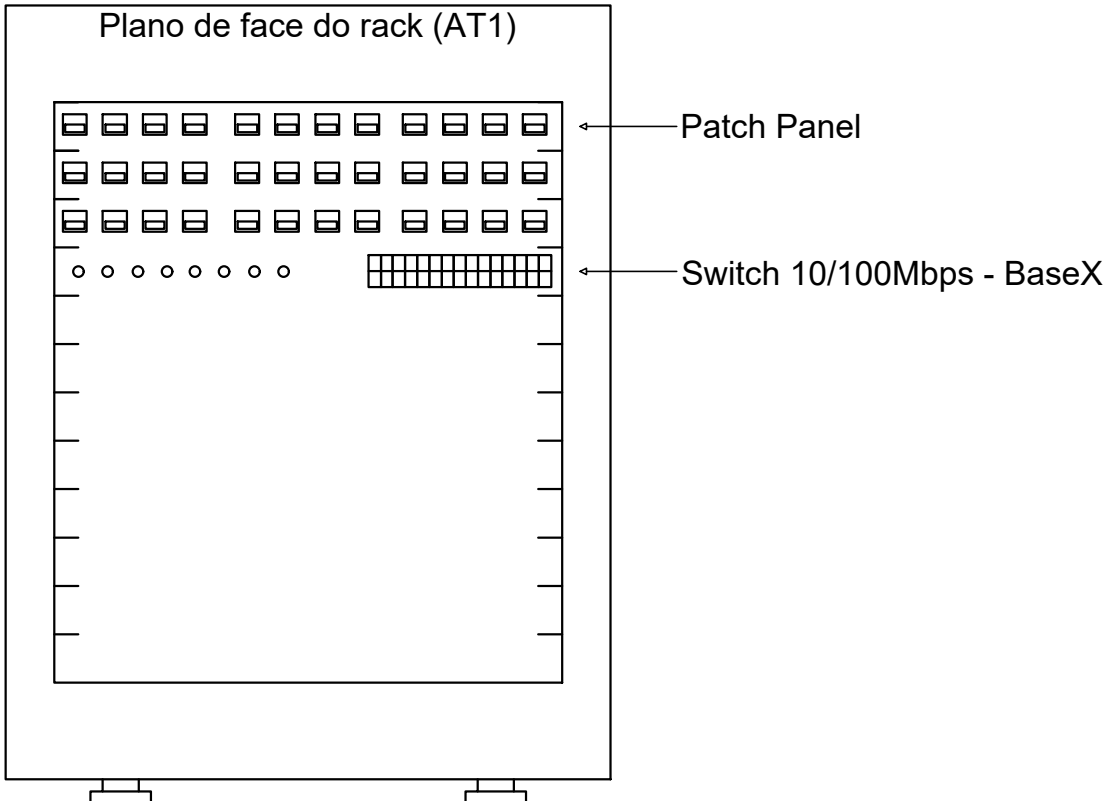 Plano de face do rack (AT1)
Patch Panel
Switch 10/100Mbps - BaseX